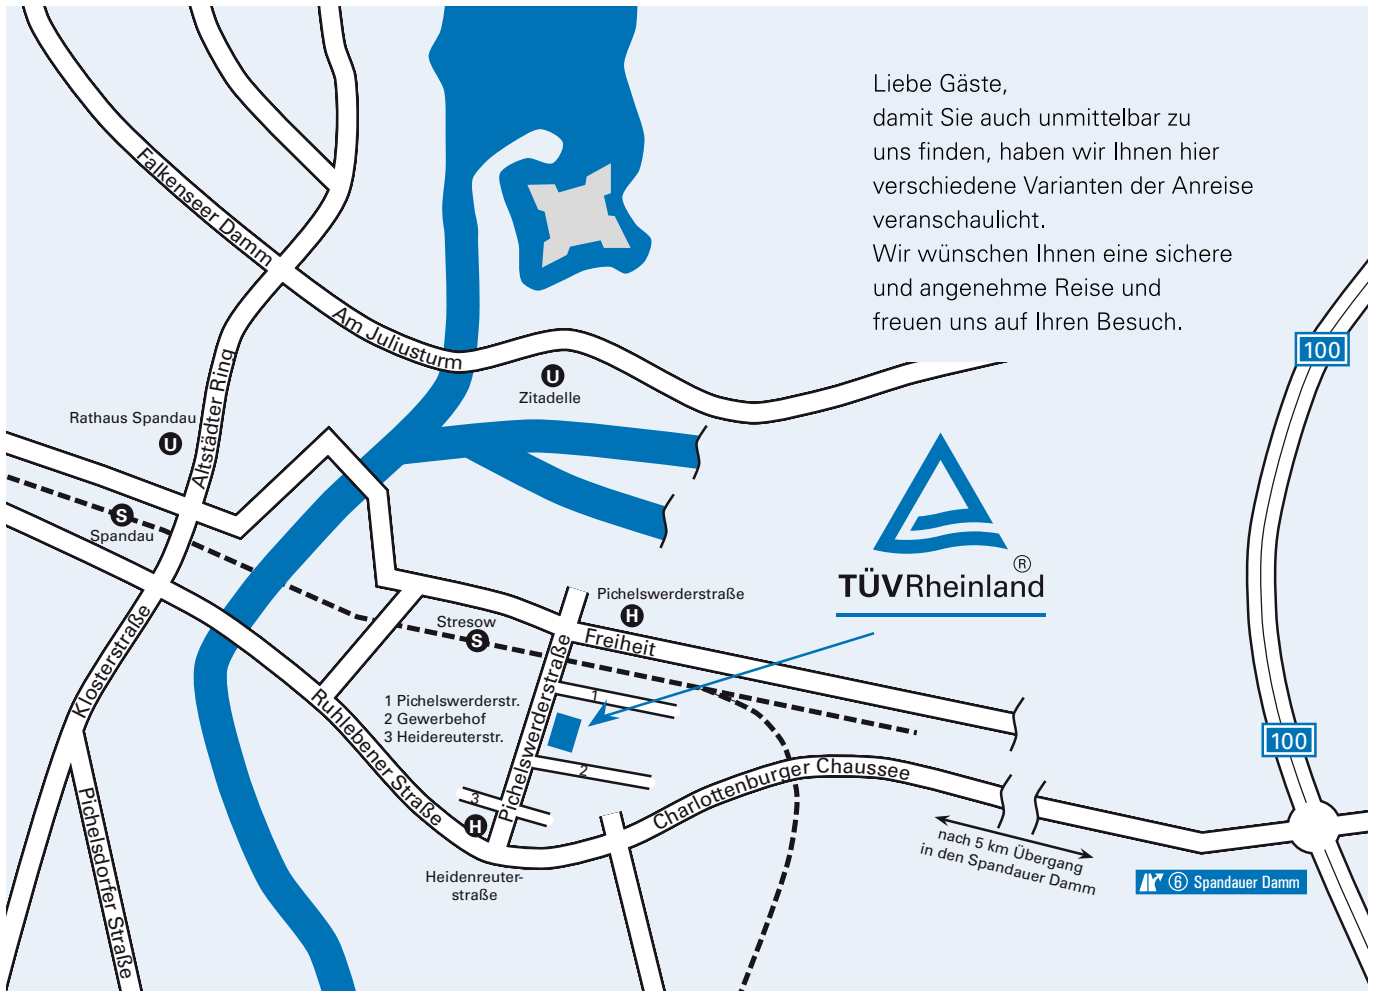 Liebe Gäste,
damit Sie auch unmittelbar zu
uns finden, haben wir Ihnen hier
verschiedene Varianten der Anreise
veranschaulicht.
Wir wünschen Ihnen eine sichere
und angenehme Reise und
freuen uns auf Ihren Besuch.
Falkenseer Damm
Am Juliusturm
100
U
Zitadelle
Altstädter Ring
Rathaus Spandau
U
S
Spandau
®
TÜVRheinland
Pichelswerderstraße
H
Freiheit
Stresow
S
Klosterstraße
Ruhlebener Straße
Pichelswerderstraße
1 Pichelswerderstr.
2 Gewerbehof
3 Heidereuterstr.
1
2
3
100
Charlottenburger Chaussee
H
Heidenreuter-
straße
Pichelsdorfer Straße
nach 5 km Übergang
in den Spandauer Damm
6 Spandauer Damm